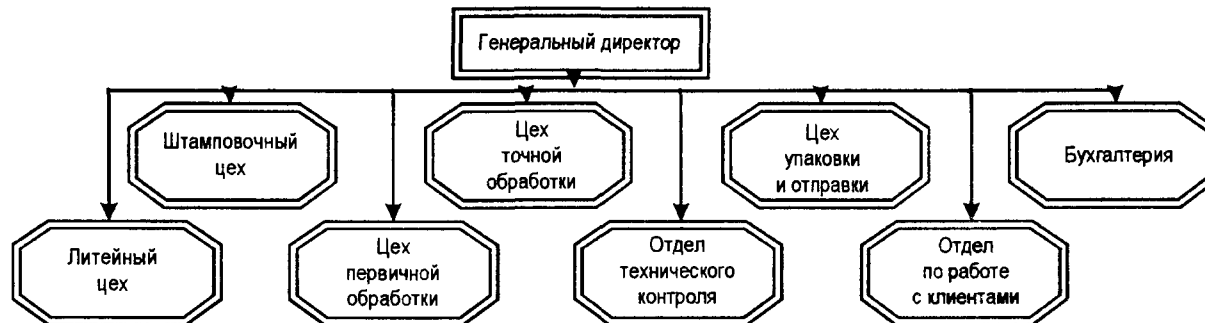 Генеральный директор
Штамповочный
цех
Цех
точной
обработки
Цех
упаковки
и отправки
Бухгалтерия
Литейный
цех
Цех
первичной
обработки
Отдел
технического
контроля
Отдел
по работе
с клиентами